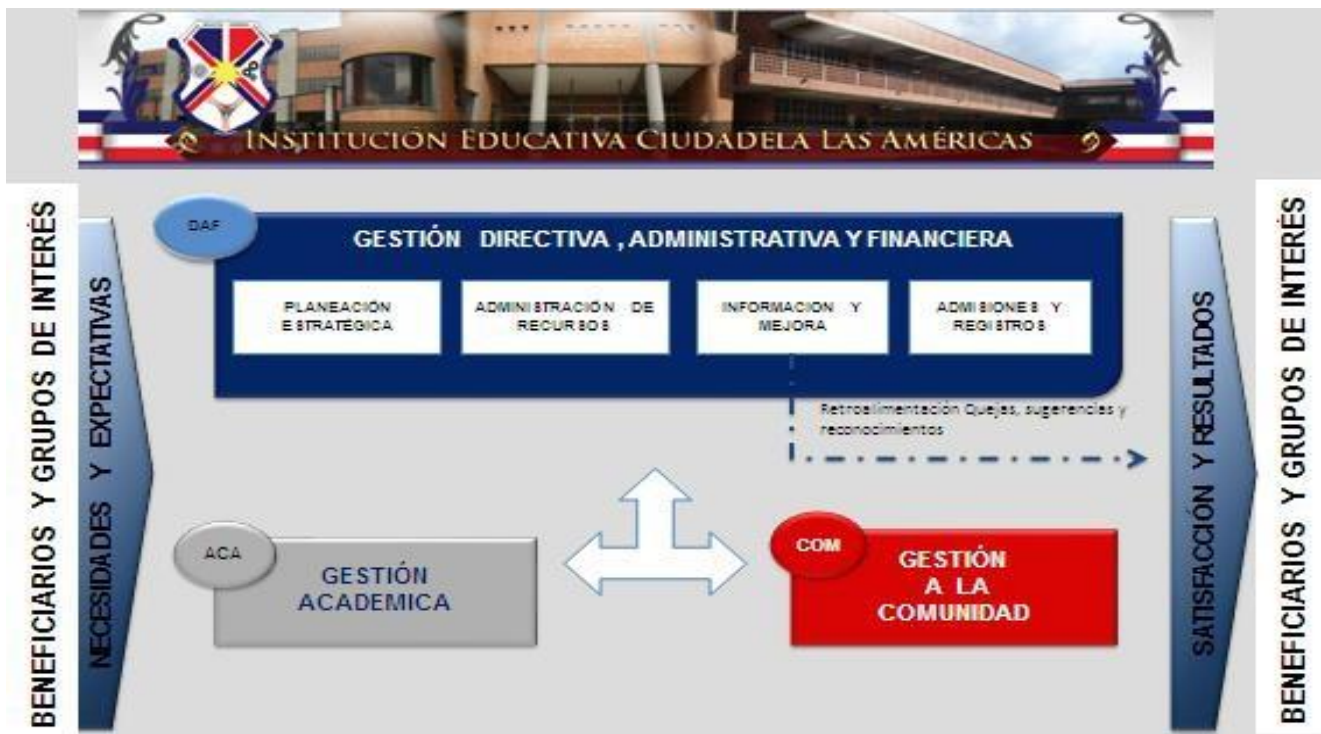 INSTITUCIÓN EDUCATIVA CIUDADELA LAS AMÉRICAS
BENEFICIARIOS Y GRUPOS DE INTERÉS
NECESIDADES Y EXPECTATIVAS
DAF
GESTIÓN DIRECTIVA , ADMINISTRATIVA Y FINANCIERA
PLANEACIÓN
ESTRATÉGICA
ADMINISTRACIÓN DE
RECURSOS
INFORMACION Y
MEJORA
ADMISIONES Y
REGISTROS
Retroalimentación Quejas, sugerencias y
reconocimientos
ACA
GESTIÓN
ACADEMICA
COM
GESTIÓN
A LA
COMUNIDAD
SATISFACCIÓN Y RESULTADOS
BENEFICIARIOS Y GRUPOS DE INTERÉS